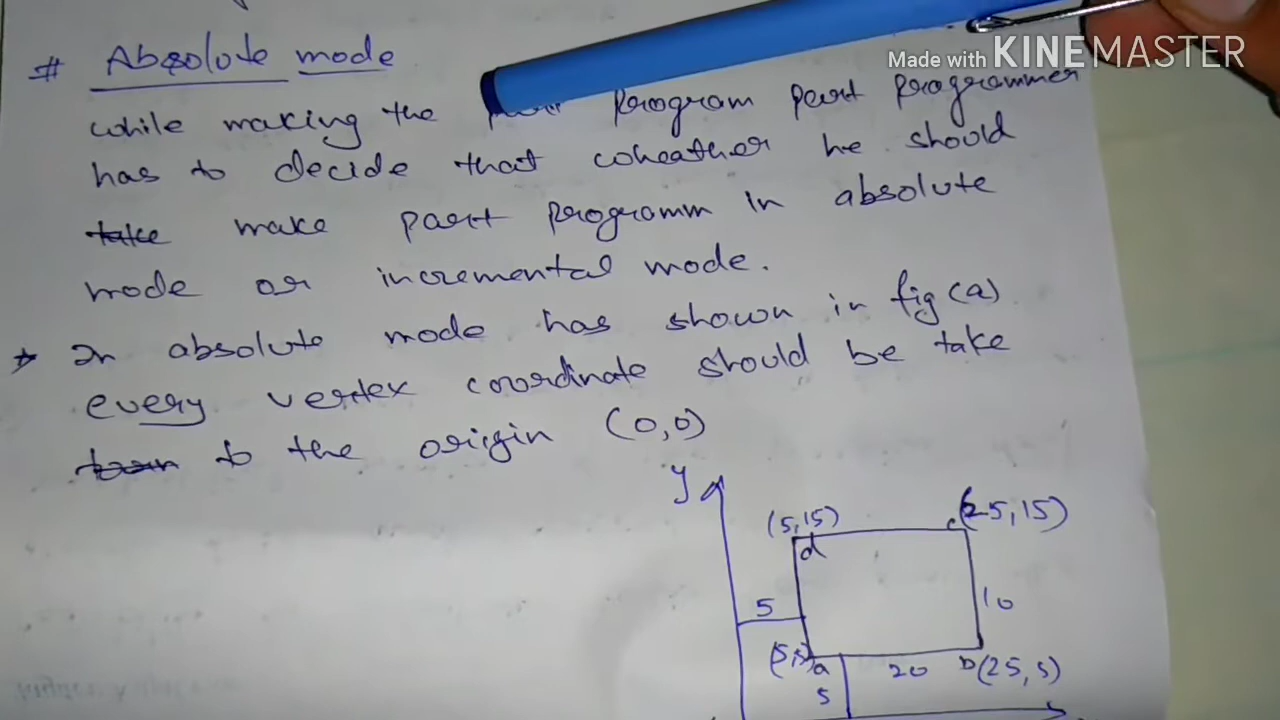 Made with KINEMASTER
# Absolute mode
while making the program part programmer
has to decide that wheather he should
take make part programm in absolute
mode or incremental mode.
* In absolute mode has shown in fig (a)
every vertex coordinate should be take
to the origin (0,0)
y
(5,15) c(25,15)
d
5 10
(5,5) a 20 b(25,5)
5